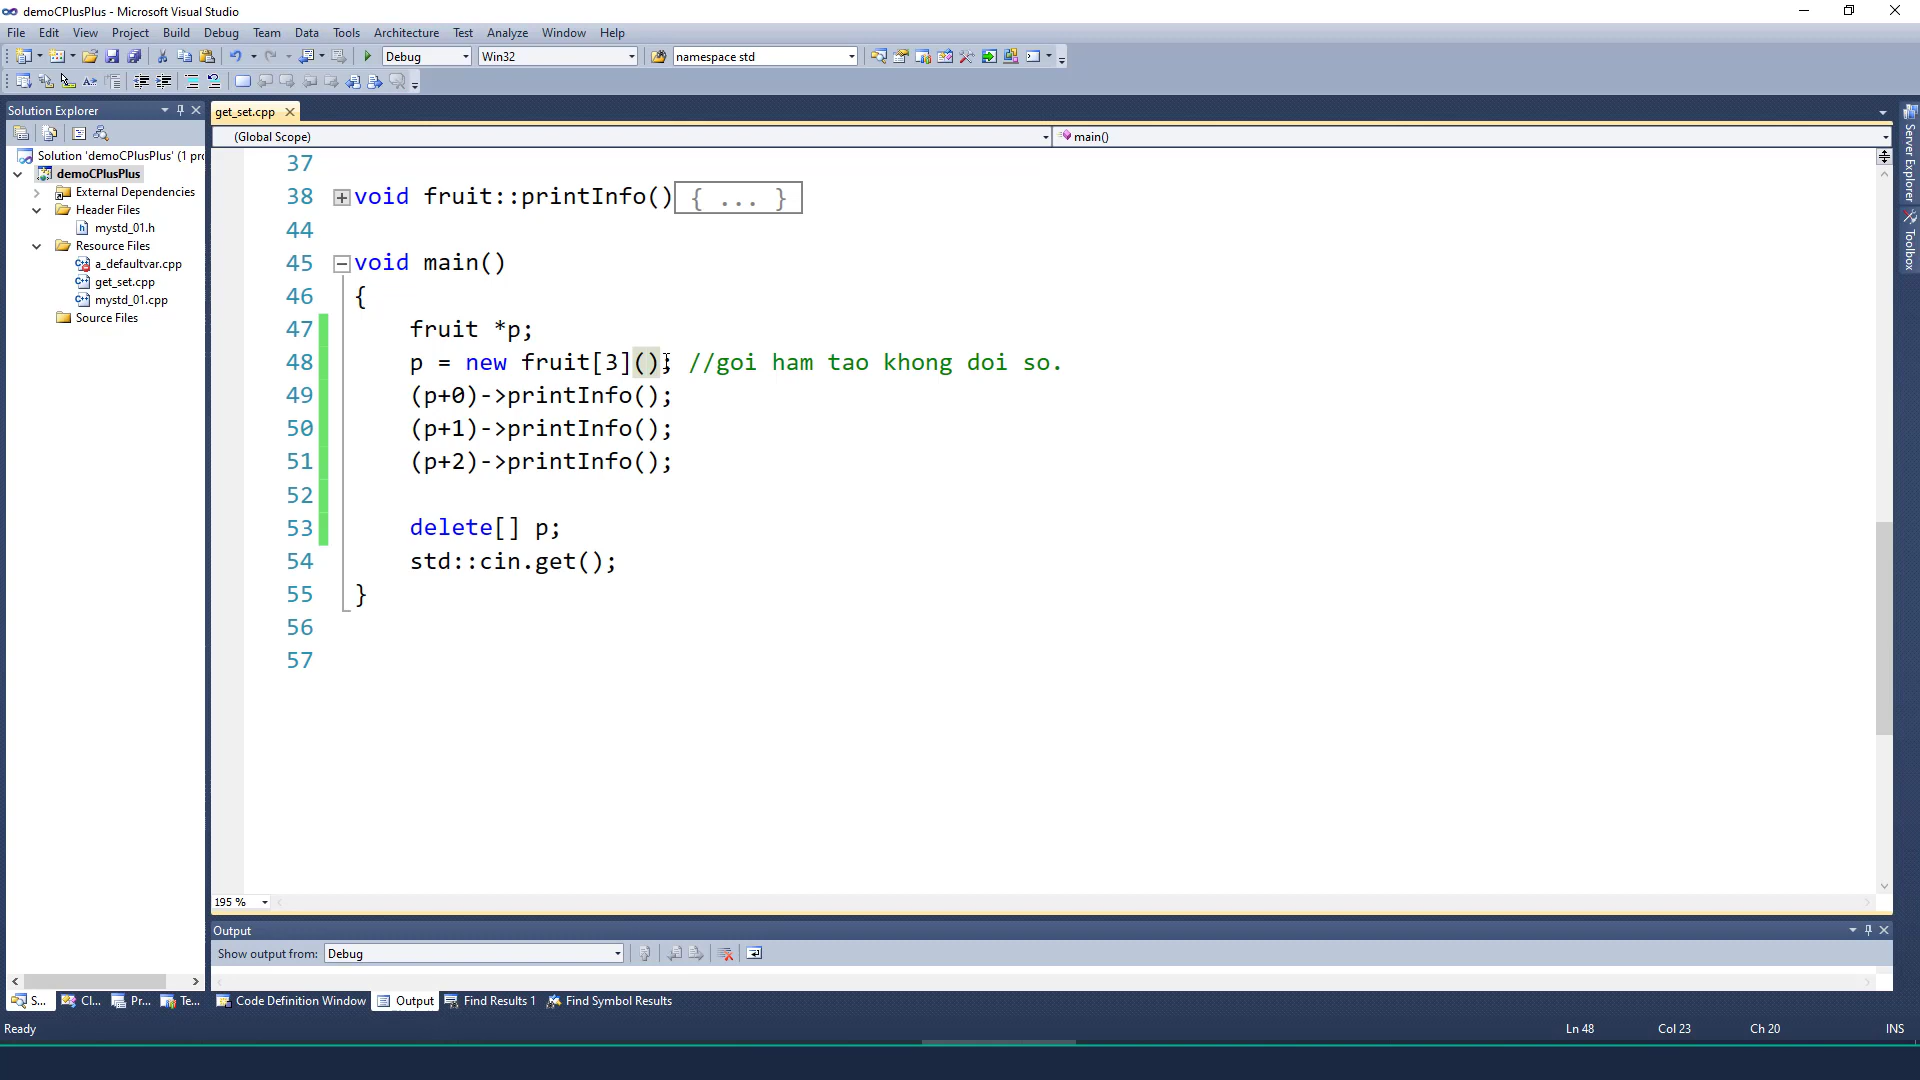 demoCPlusPlus - Microsoft Visual Studio
File Edit View Project Build Debug Team Data Tools Architecture Test Analyze Window Help
Debug Win32 namespace std
Solution Explorer
get_set.cpp
(Global Scope) main()
Solution 'demoCPlusPlus' (1 pr
demoCPlusPlus
External Dependencies
Header Files
mystd_01.h
Resource Files
a_defaultvar.cpp
get_set.cpp
mystd_01.cpp
Source Files
37
38 void fruit::printInfo(){ ... }
44
45 void main()
46 {
47 fruit *p;
48 p = new fruit[3](); //goi ham tao khong doi so.
49 (p+0)->printInfo();
50 (p+1)->printInfo();
51 (p+2)->printInfo();
52
53 delete[] p;
54 std::cin.get();
55 }
56
57
Server Explorer
Toolbox
195 %
Output
Show output from: Debug
S... Cl... Pr... Te... Code Definition Window Output Find Results 1 Find Symbol Results
Ready Ln 48 Col 23 Ch 20 INS